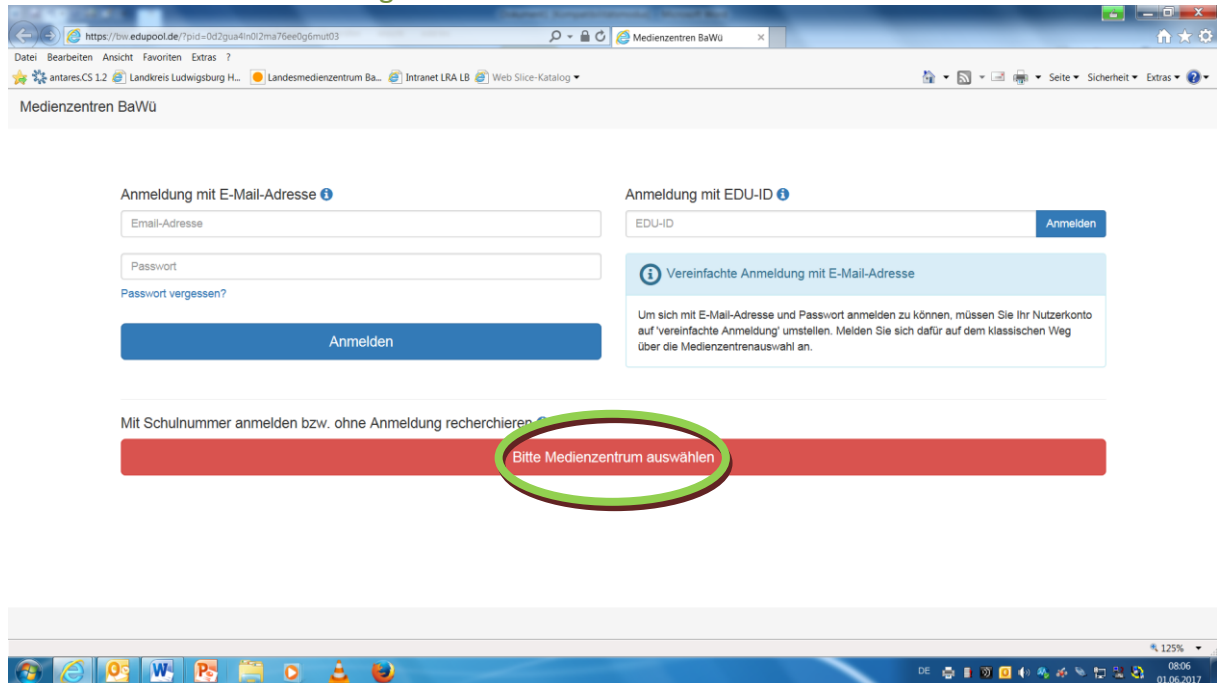 https://bw.edupool.de/?pid=0d2gua4ln0l2ma76ee0g6mut03
Medienzentren BaWü
Datei Bearbeiten Ansicht Favoriten Extras ?
antares.CS 1.2 Landkreis Ludwigsburg H... Landesmedienzentrum Ba... Intranet LRA LB Web Slice-Katalog
Seite Sicherheit Extras
Medienzentren BaWü
Anmeldung mit E-Mail-Adresse
Email-Adresse
Passwort
Passwort vergessen?
Anmelden
Anmeldung mit EDU-ID
EDU-ID
Anmelden
Vereinfachte Anmeldung mit E-Mail-Adresse
Um sich mit E-Mail-Adresse und Passwort anmelden zu können, müssen Sie Ihr Nutzerkonto
auf 'vereinfachte Anmeldung' umstellen. Melden Sie sich dafür auf dem klassischen Weg
über die Medienzentrenauswahl an.
Mit Schulnummer anmelden bzw. ohne Anmeldung recherchieren
Bitte Medienzentrum auswählen
125%
DE
08:06
01.06.2017